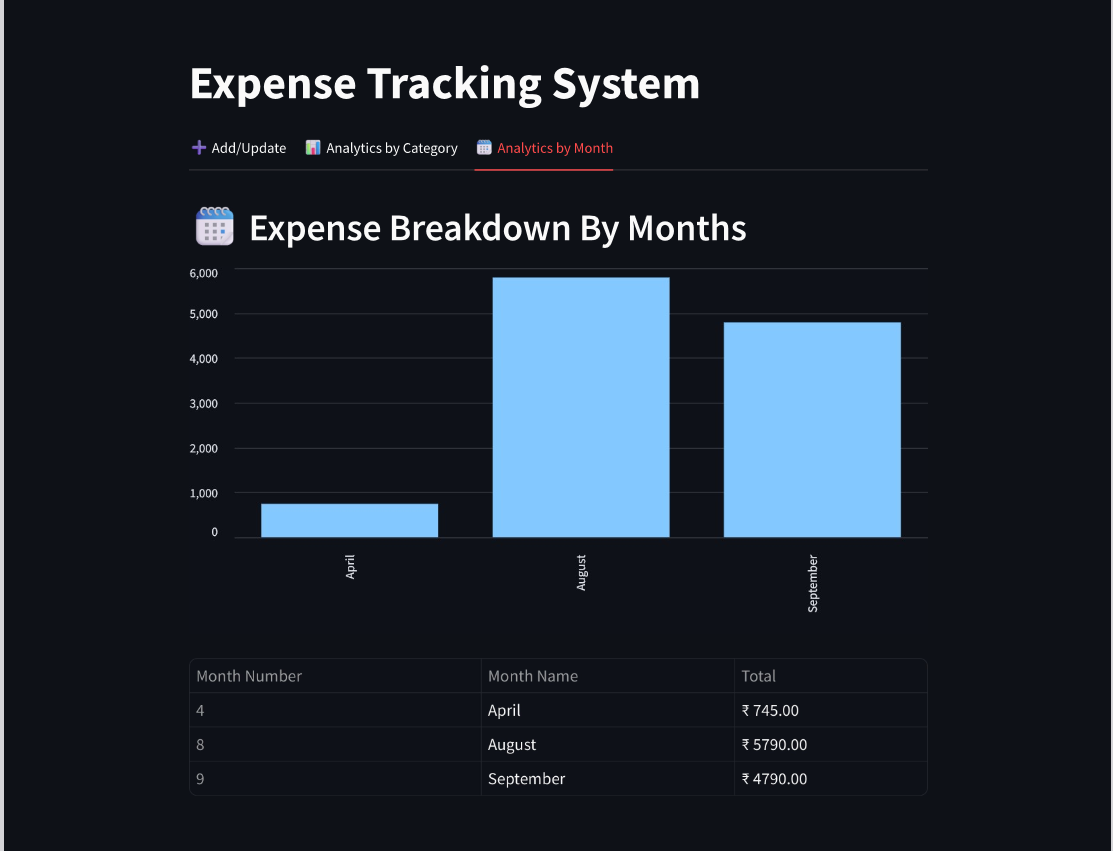 Expense Tracking System
Add/Update Analytics by Category Analytics by Month
Expense Breakdown By Months
6,000
5,000
4,000
3,000
2,000
1,000
0
April August September
Month Number Month Name Total
4 April ₹ 745.00
8 August ₹ 5790.00
9 September ₹ 4790.00